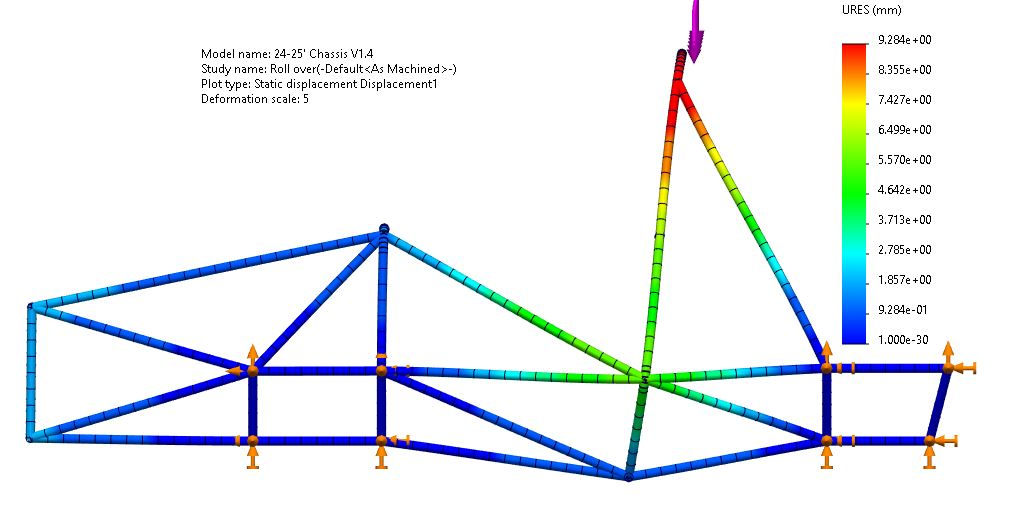 URES (mm)
Model name: 24-25' Chassis V1.4
Study name: Roll over(-Default<As Machined>-)
Plot type: Static displacement Displacement1
Deformation scale: 5
9.284e+00
8.355e+00
7.427e+00
6.499e+00
5.570e+00
4.642e+00
3.713e+00
2.785e+00
1.857e+00
9.284e-01
1.000e-30